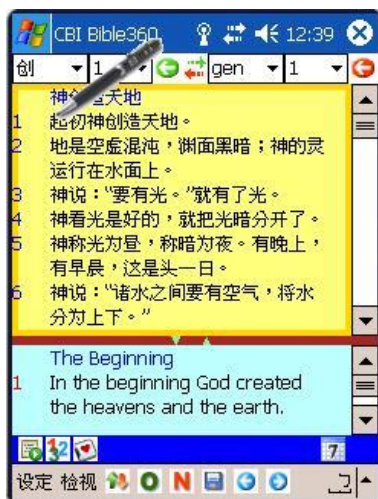 CBI Bible360 12:39
创 1 gen 1
神创造天地
1 起初神创造天地。
2 地是空虚混沌，渊面黑暗；神的灵
运行在水面上。
3 神说：“要有光。”就有了光。
4 神看光是好的，就把光暗分开了。
5 神称光为昼，称暗为夜。有晚上，
有早晨，这是头一日。
6 神说：“诸水之间要有空气，将水
分为上下。”
The Beginning
1 In the beginning God created
the heavens and the earth.
7
设定 检视 O N